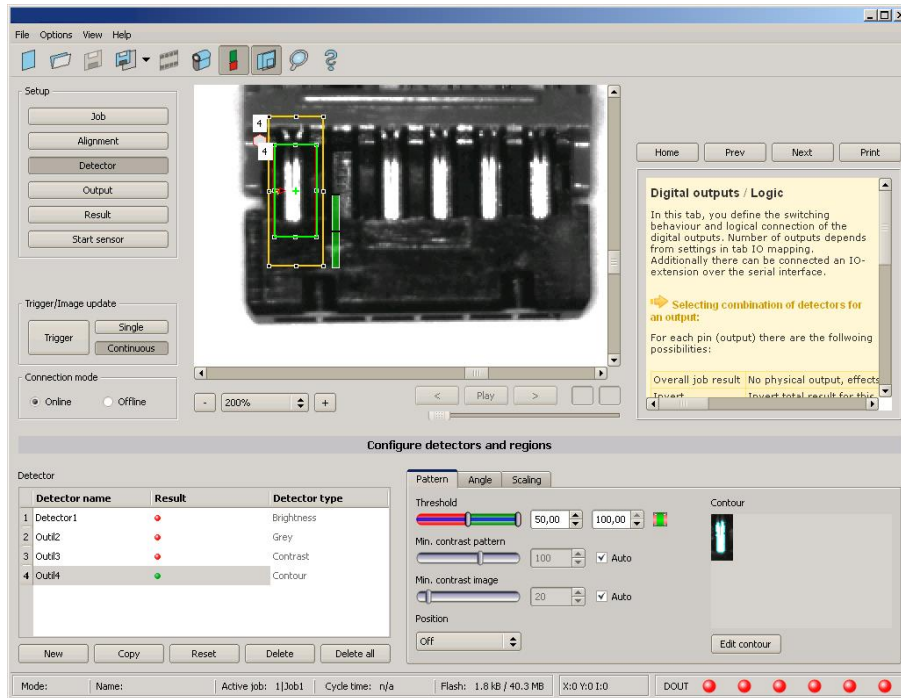 File Options View Help
Setup
Job
Alignment
Detector
Output
Result
Start sensor
Trigger/Image update
Trigger
Single
Continuous
Connection mode
Online Offline
4
4
- 200% +
< Play >
Home Prev Next Print
Digital outputs / Logic
In this tab, you define the switching
behaviour and logical connection of the
digital outputs. Number of outputs depends
from settings in tab IO mapping.
Additionally there can be connected an IO-
extension over the serial interface.
Selecting combination of detectors for
an output:
For each pin (output) there are the follwoing
possibilities:
Overall job result No physical output, effects
Invert Invert total result for this
Configure detectors and regions
Detector
Detector name Result Detector type
1 Detector1 Brightness
2 Outil2 Grey
3 Outil3 Contrast
4 Outil4 Contour
New Copy Reset Delete Delete all
Pattern Angle Scaling
Threshold
50,00 100,00
Min. contrast pattern
100 Auto
Min. contrast image
20 Auto
Position
Off
Contour
Edit contour
Mode: Name: Active job: 1|Job1 Cycle time: n/a Flash: 1.8 kB / 40.3 MB X:0 Y:0 I:0 DOUT